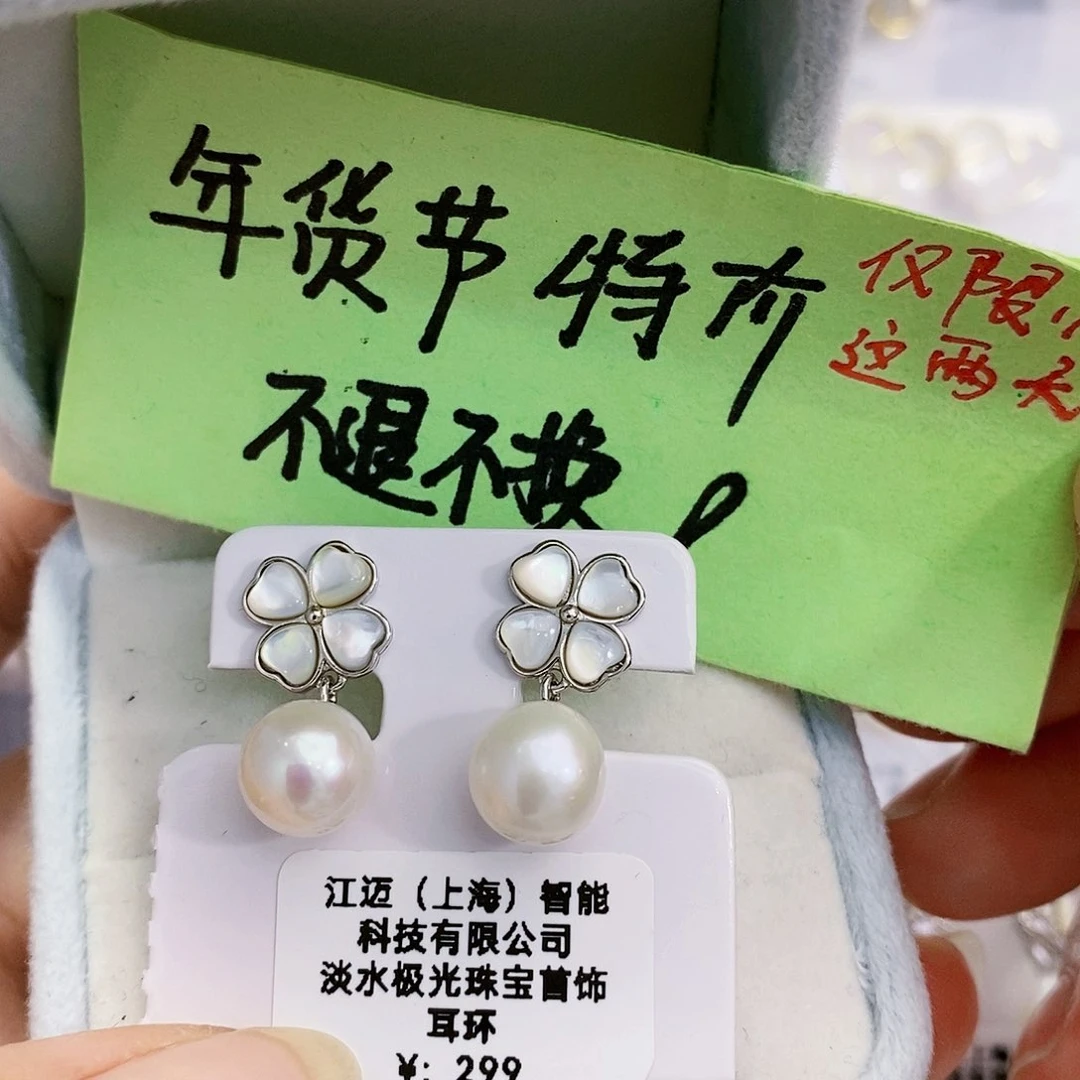 年货节 特价
仅限
这两天
不退不换!
江迈（上海）智能
科技有限公司
淡水极光珠宝首饰
耳环
¥: 299